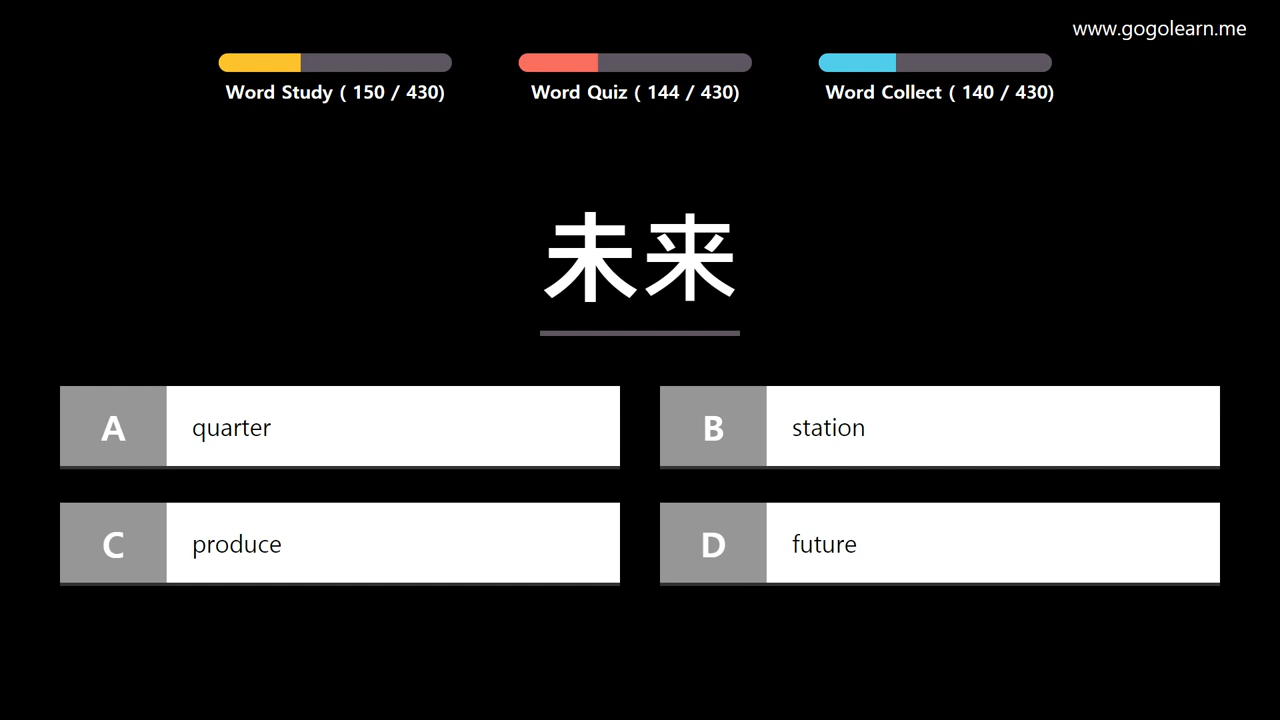 www.gogolearn.me
Word Study ( 150 / 430)
Word Quiz ( 144 / 430)
Word Collect ( 140 / 430)
未来
A quarter
B station
C produce
D future